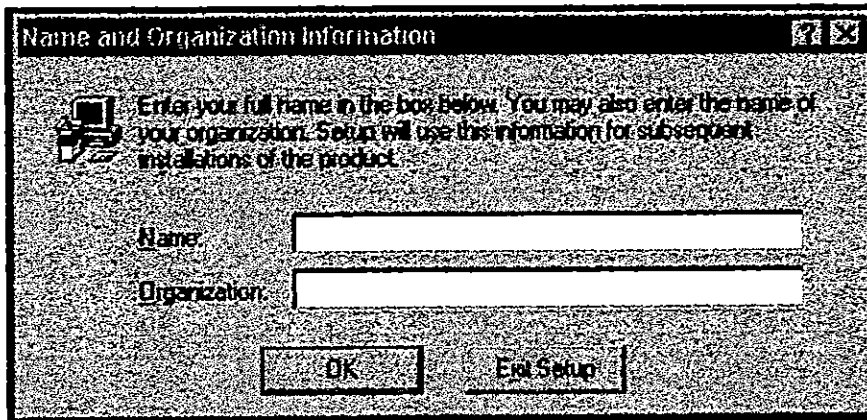 Name and Organization Information
Enter your full name in the box below. You may also enter the name of
your organization. Setup will use this information for subsequent
installations of the product.
Name:
Organization:
OK
Exit Setup